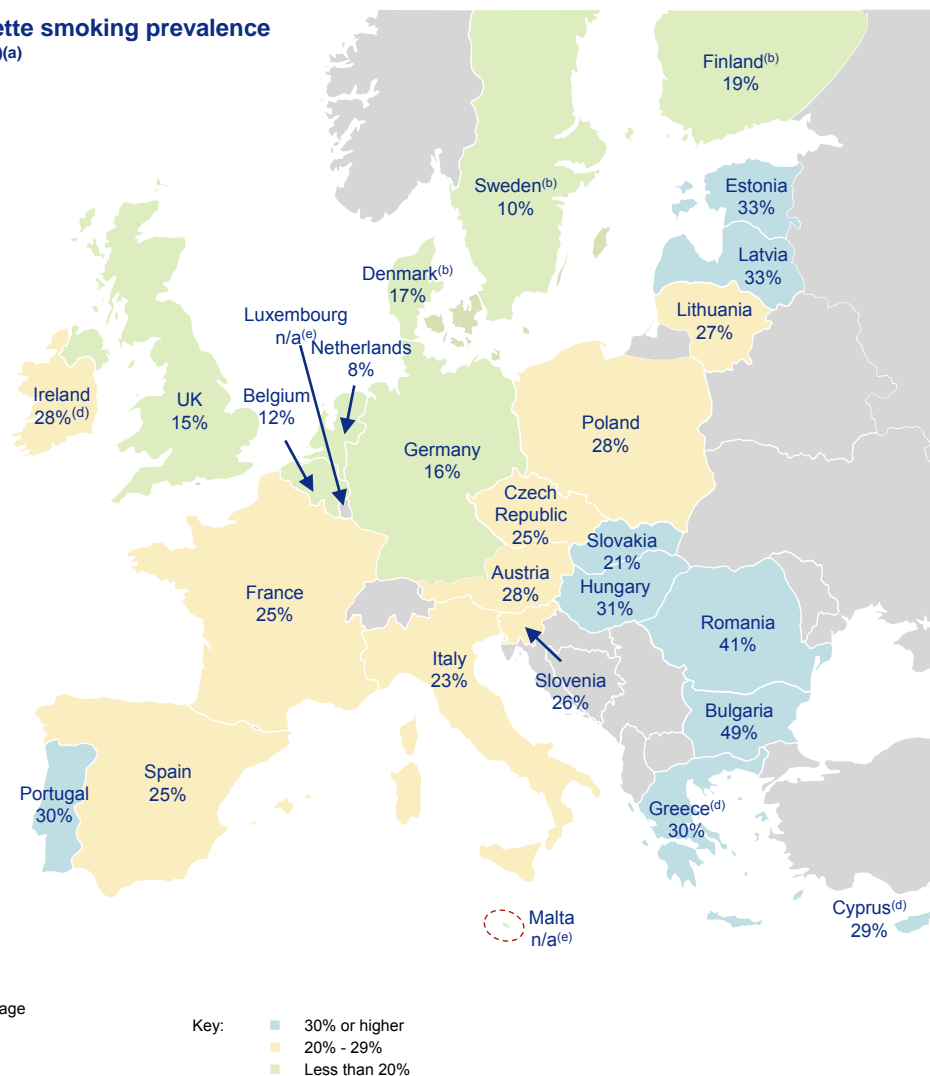 ette smoking prevalence
)(a)
Finland(b)
19%
Sweden(b)
10%
Estonia
33%
Latvia
33%
Denmark(b)
17%
Lithuania
27%
Luxembourg
n/a(e)
Netherlands
8%
Ireland
28%(d)
UK
15%
Belgium
12%
Germany
16%
Poland
28%
Czech
Republic
25%
Slovakia
21%
Austria
28%
Hungary
31%
France
25%
Romania
41%
Italy
23%
Slovenia
26%
Bulgaria
49%
Spain
25%
Portugal
30%
Greece(d)
30%
Malta
n/a(e)
Cyprus(d)
29%
age
Key:
30% or higher
20% - 29%
Less than 20%